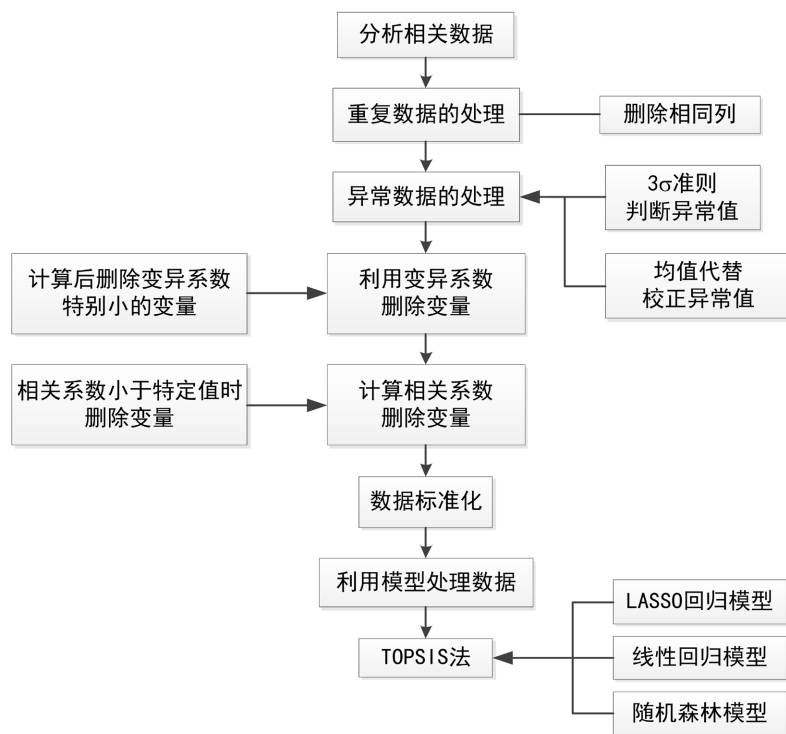 分析相关数据
重复数据的处理
删除相同列
异常数据的处理
3σ准则
判断异常值
均值代替
校正异常值
计算后删除变异系数
特别小的变量
利用变异系数
删除变量
相关系数小于特定值时
删除变量
计算相关系数
删除变量
数据标准化
利用模型处理数据
LASSO回归模型
TOPSIS法
线性回归模型
随机森林模型